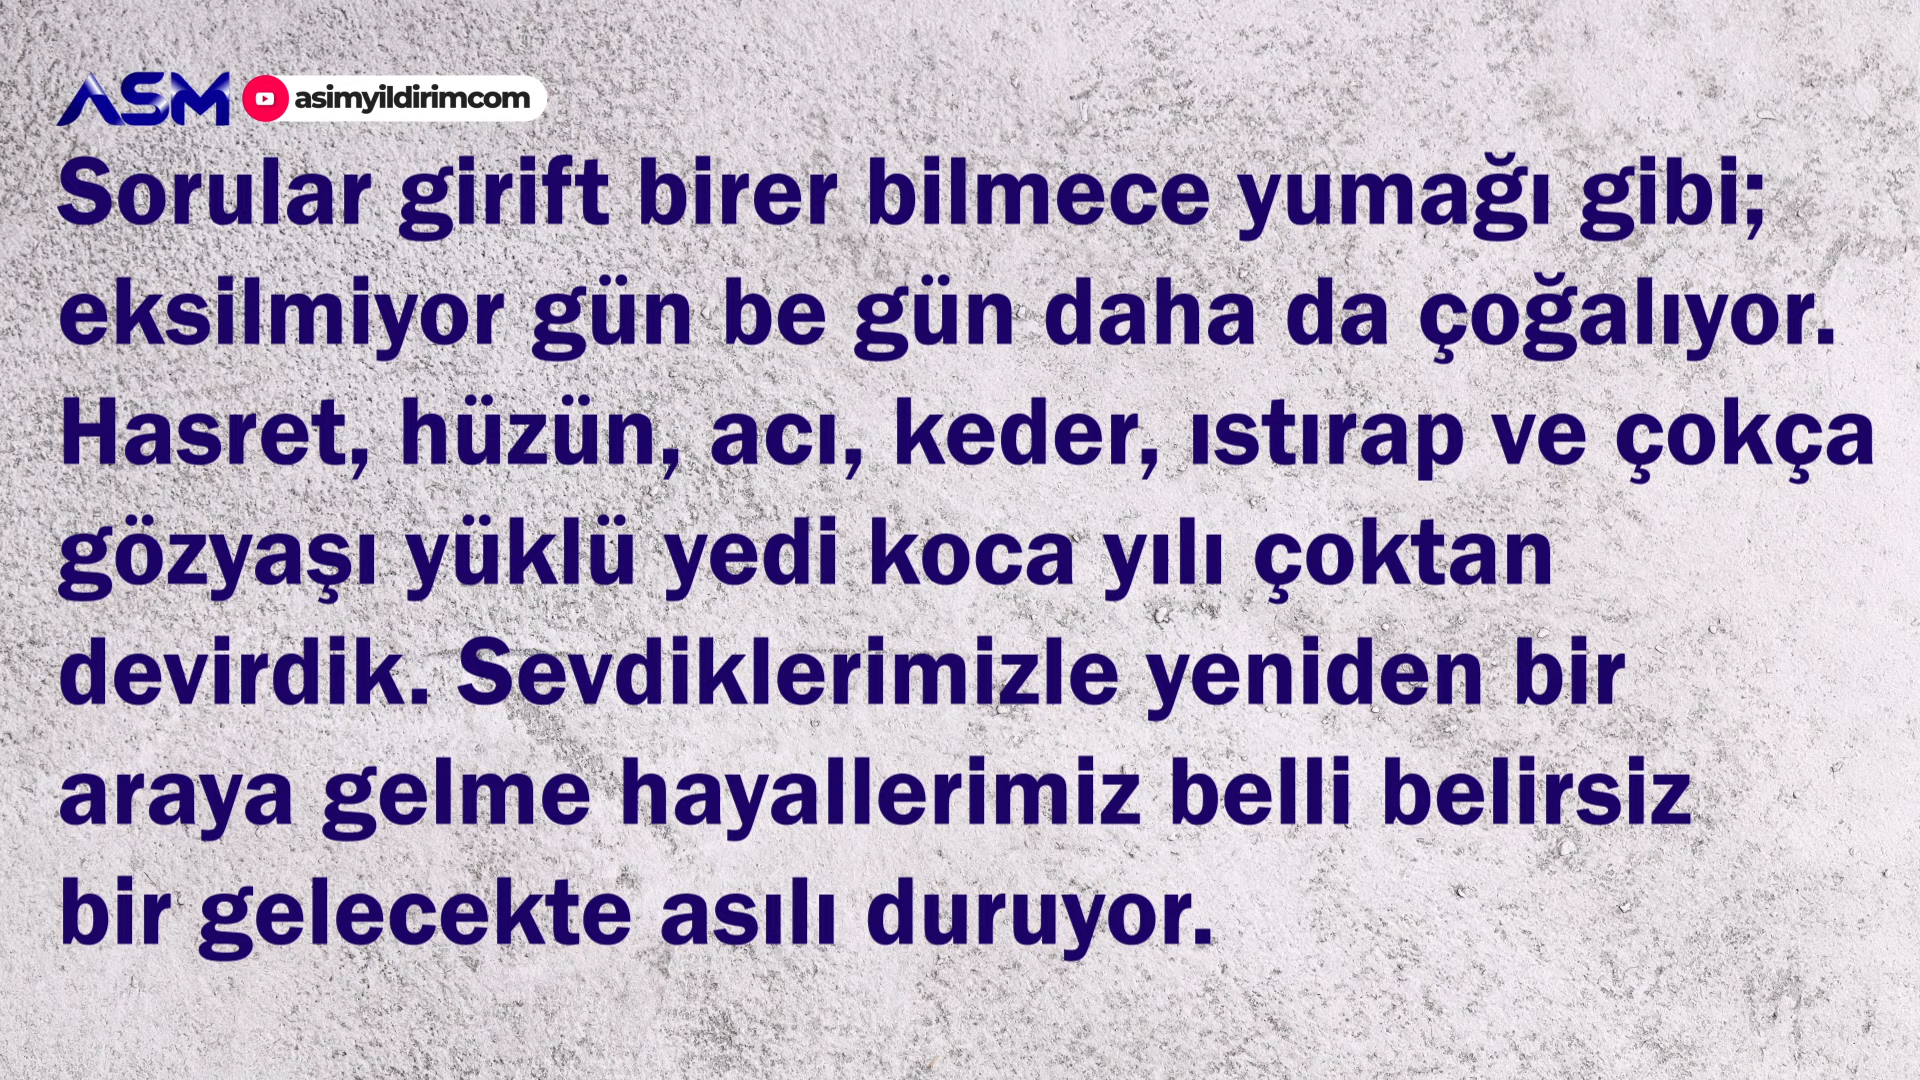 ASM asimyildirimcom
Sorular girift birer bilmece yumağı gibi;
eksilmiyor gün be gün daha da çoğalıyor.
Hasret, hüzün, acı, keder, ıstırap ve çokça
gözyaşı yüklü yedi koca yılı çoktan
devirdik. Sevdiklerimizle yeniden bir
araya gelme hayallerimiz belli belirsiz
bir gelecekte asılı duruyor.